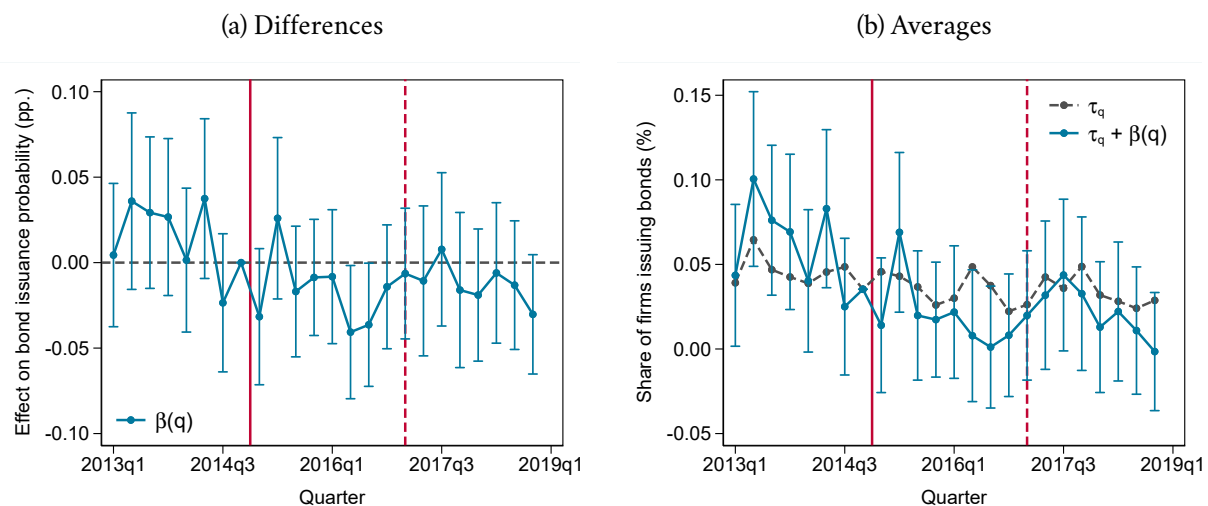 (a) Differences
Effect on bond issuance probability (pp.)
0.10
0.05
0.00
-0.05
-0.10
β(q)
2013q1 2014q3 2016q1 2017q3 2019q1
Quarter
(b) Averages
Share of firms issuing bonds (%)
0.15
0.10
0.05
0.00
-0.05
τq
τq + β(q)
2013q1 2014q3 2016q1 2017q3 2019q1
Quarter